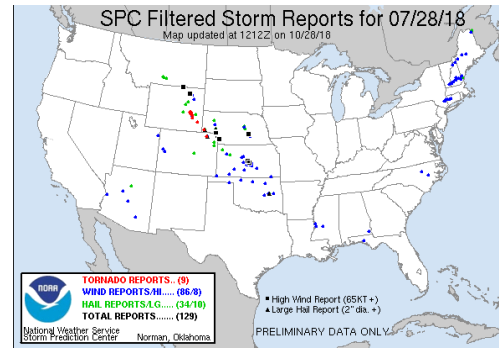 SPC Filtered Storm Reports for 07/28/18
Map updated at 1212Z on 10/28/18
TORNADO REPORTS.. (9)
WIND REPORTS/HI..... (86/8)
HAIL REPORTS/LG..... (34/10)
TOTAL REPORTS....... (129)
NOAA
National Weather Service
Storm Prediction Center Norman, Oklahoma
High Wind Report (65KT +)
Large Hail Report (2" dia. +)
PRELIMINARY DATA ONLY